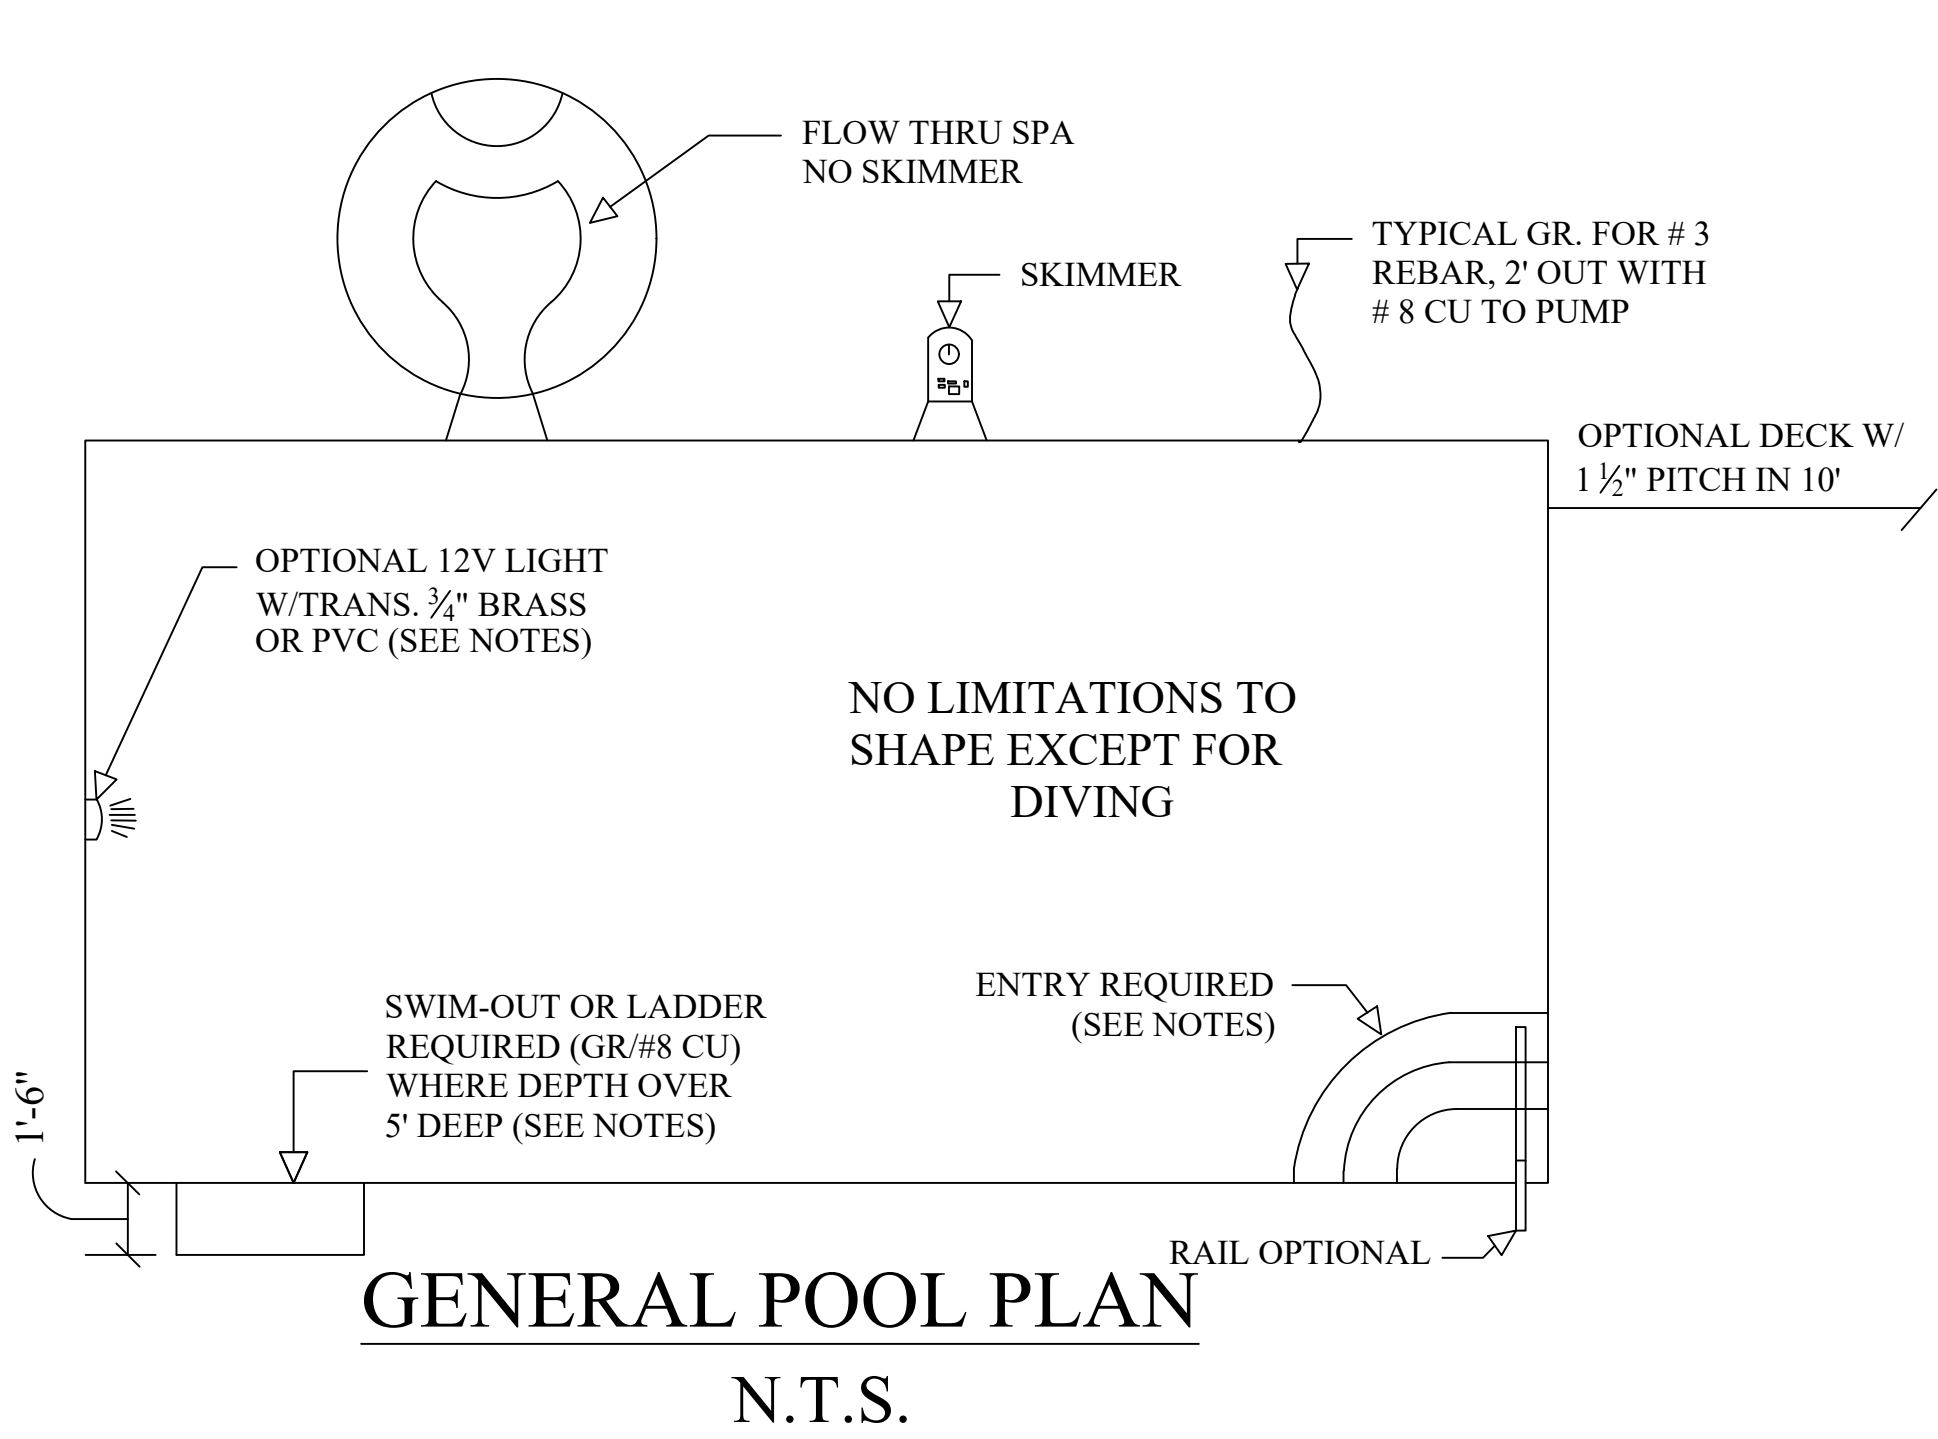 FLOW THRU SPA
NO SKIMMER
SKIMMER
TYPICAL GR. FOR # 3
REBAR, 2' OUT WITH
# 8 CU TO PUMP
OPTIONAL DECK W/
1 ½" PITCH IN 10'
OPTIONAL 12V LIGHT
W/TRANS. ¾" BRASS
OR PVC (SEE NOTES)
NO LIMITATIONS TO
SHAPE EXCEPT FOR
DIVING
ENTRY REQUIRED
(SEE NOTES)
SWIM-OUT OR LADDER
REQUIRED (GR/#8 CU)
WHERE DEPTH OVER
5' DEEP (SEE NOTES)
1'-6"
RAIL OPTIONAL
GENERAL POOL PLAN
N.T.S.